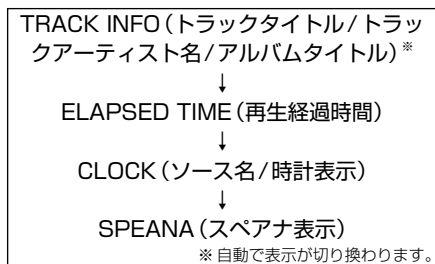 TRACK INFO（トラックタイトル/トラッ
クアーティスト名/アルバムタイトル）※
↓
ELAPSED TIME（再生経過時間）
↓
CLOCK（ソース名/時計表示）
↓
SPEANA（スペアナ表示）
※ 自動で表示が切り換わります。